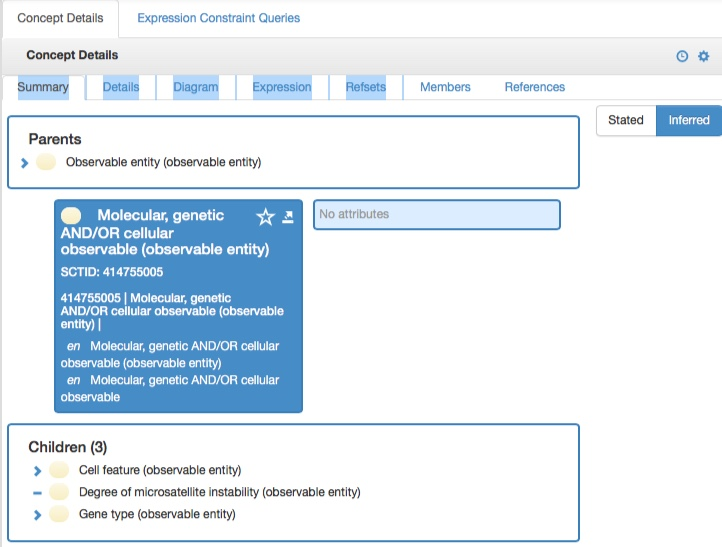 Concept Details Expression Constraint Queries
Concept Details
Summary Details Diagram Expression Refsets Members References
Stated Inferred
Parents
Observable entity (observable entity)
Molecular, genetic
AND/OR cellular
observable (observable entity)
No attributes
SCTID: 414755005
414755005 | Molecular, genetic
AND/OR cellular observable (observable
entity) |
en Molecular, genetic AND/OR cellular
observable (observable entity)
en Molecular, genetic AND/OR cellular
observable
Children (3)
Cell feature (observable entity)
Degree of microsatellite instability (observable entity)
Gene type (observable entity)